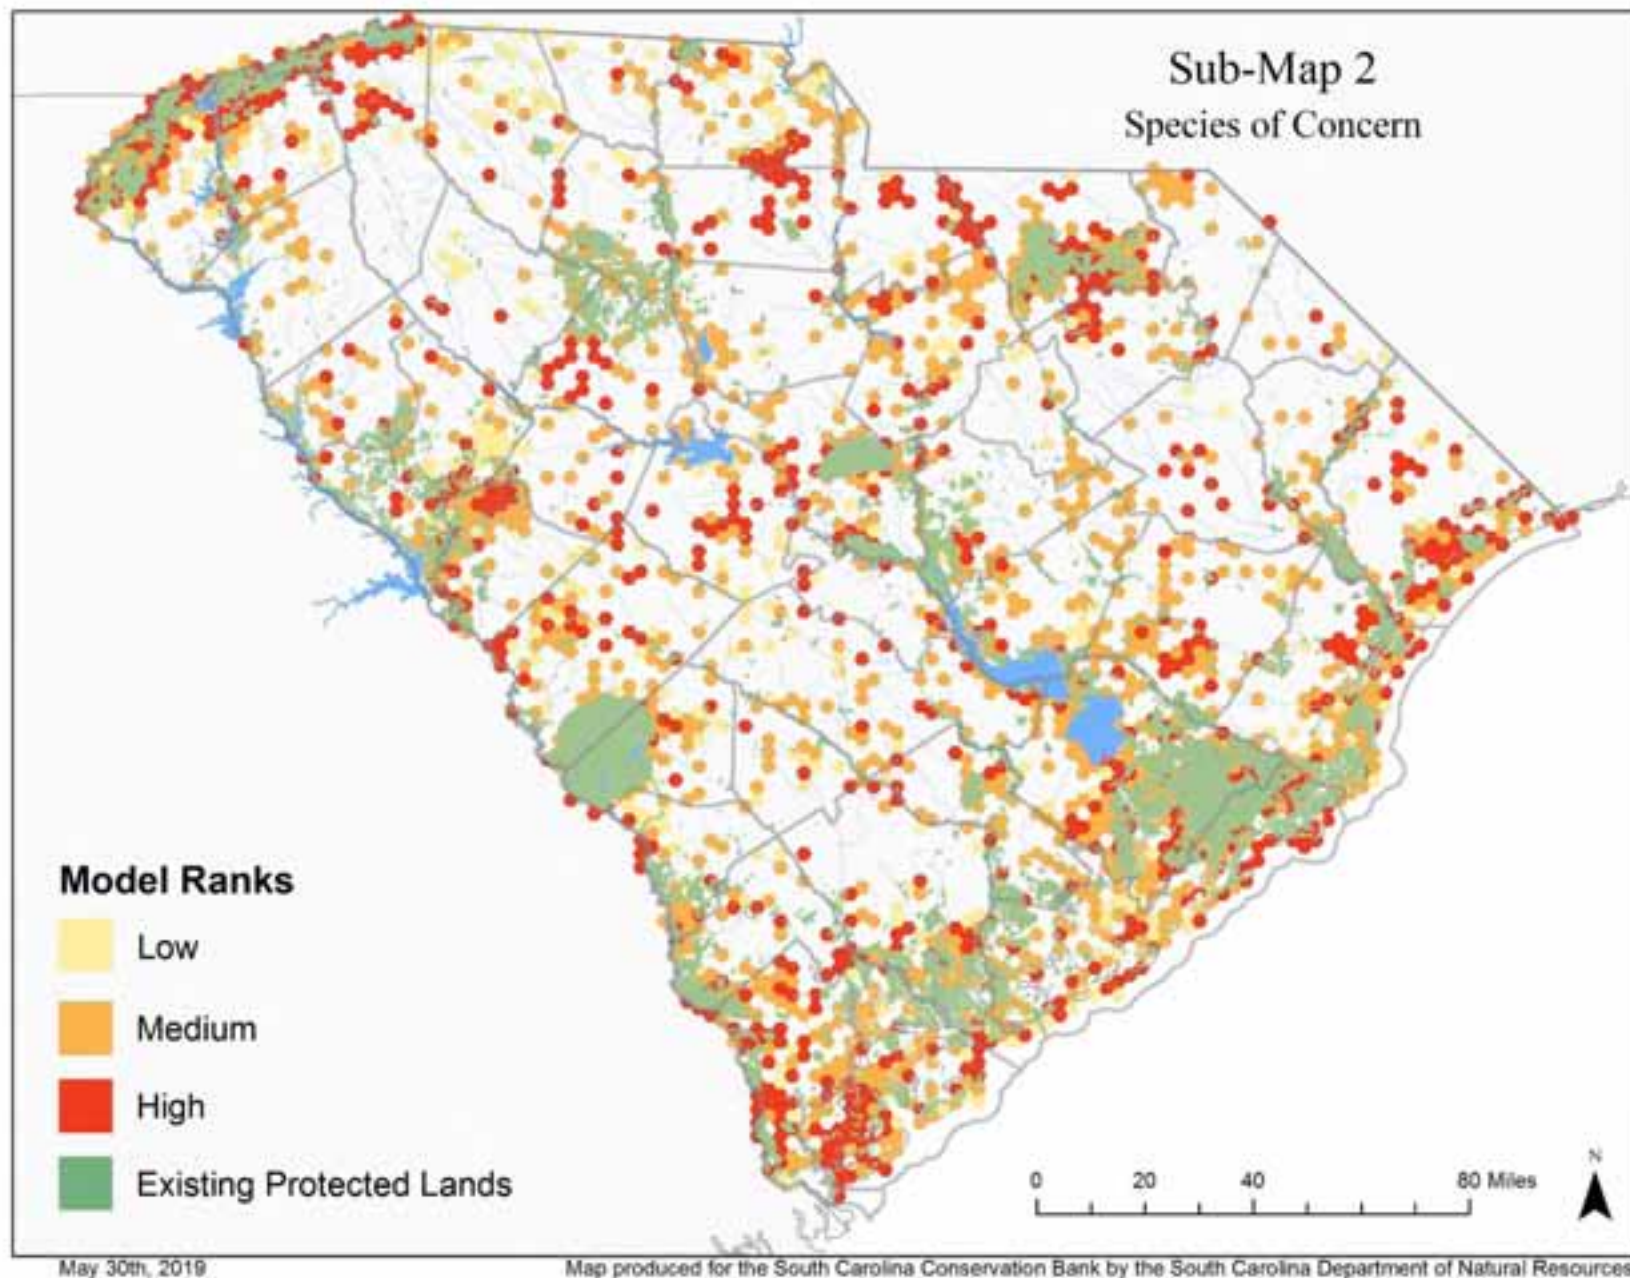 Sub-Map 2
Species of Concern
Model Ranks
Low
Medium
High
Existing Protected Lands
0 20 40 80 Miles
N
May 30th, 2019
Map produced for the South Carolina Conservation Bank by the South Carolina Department of Natural Resources